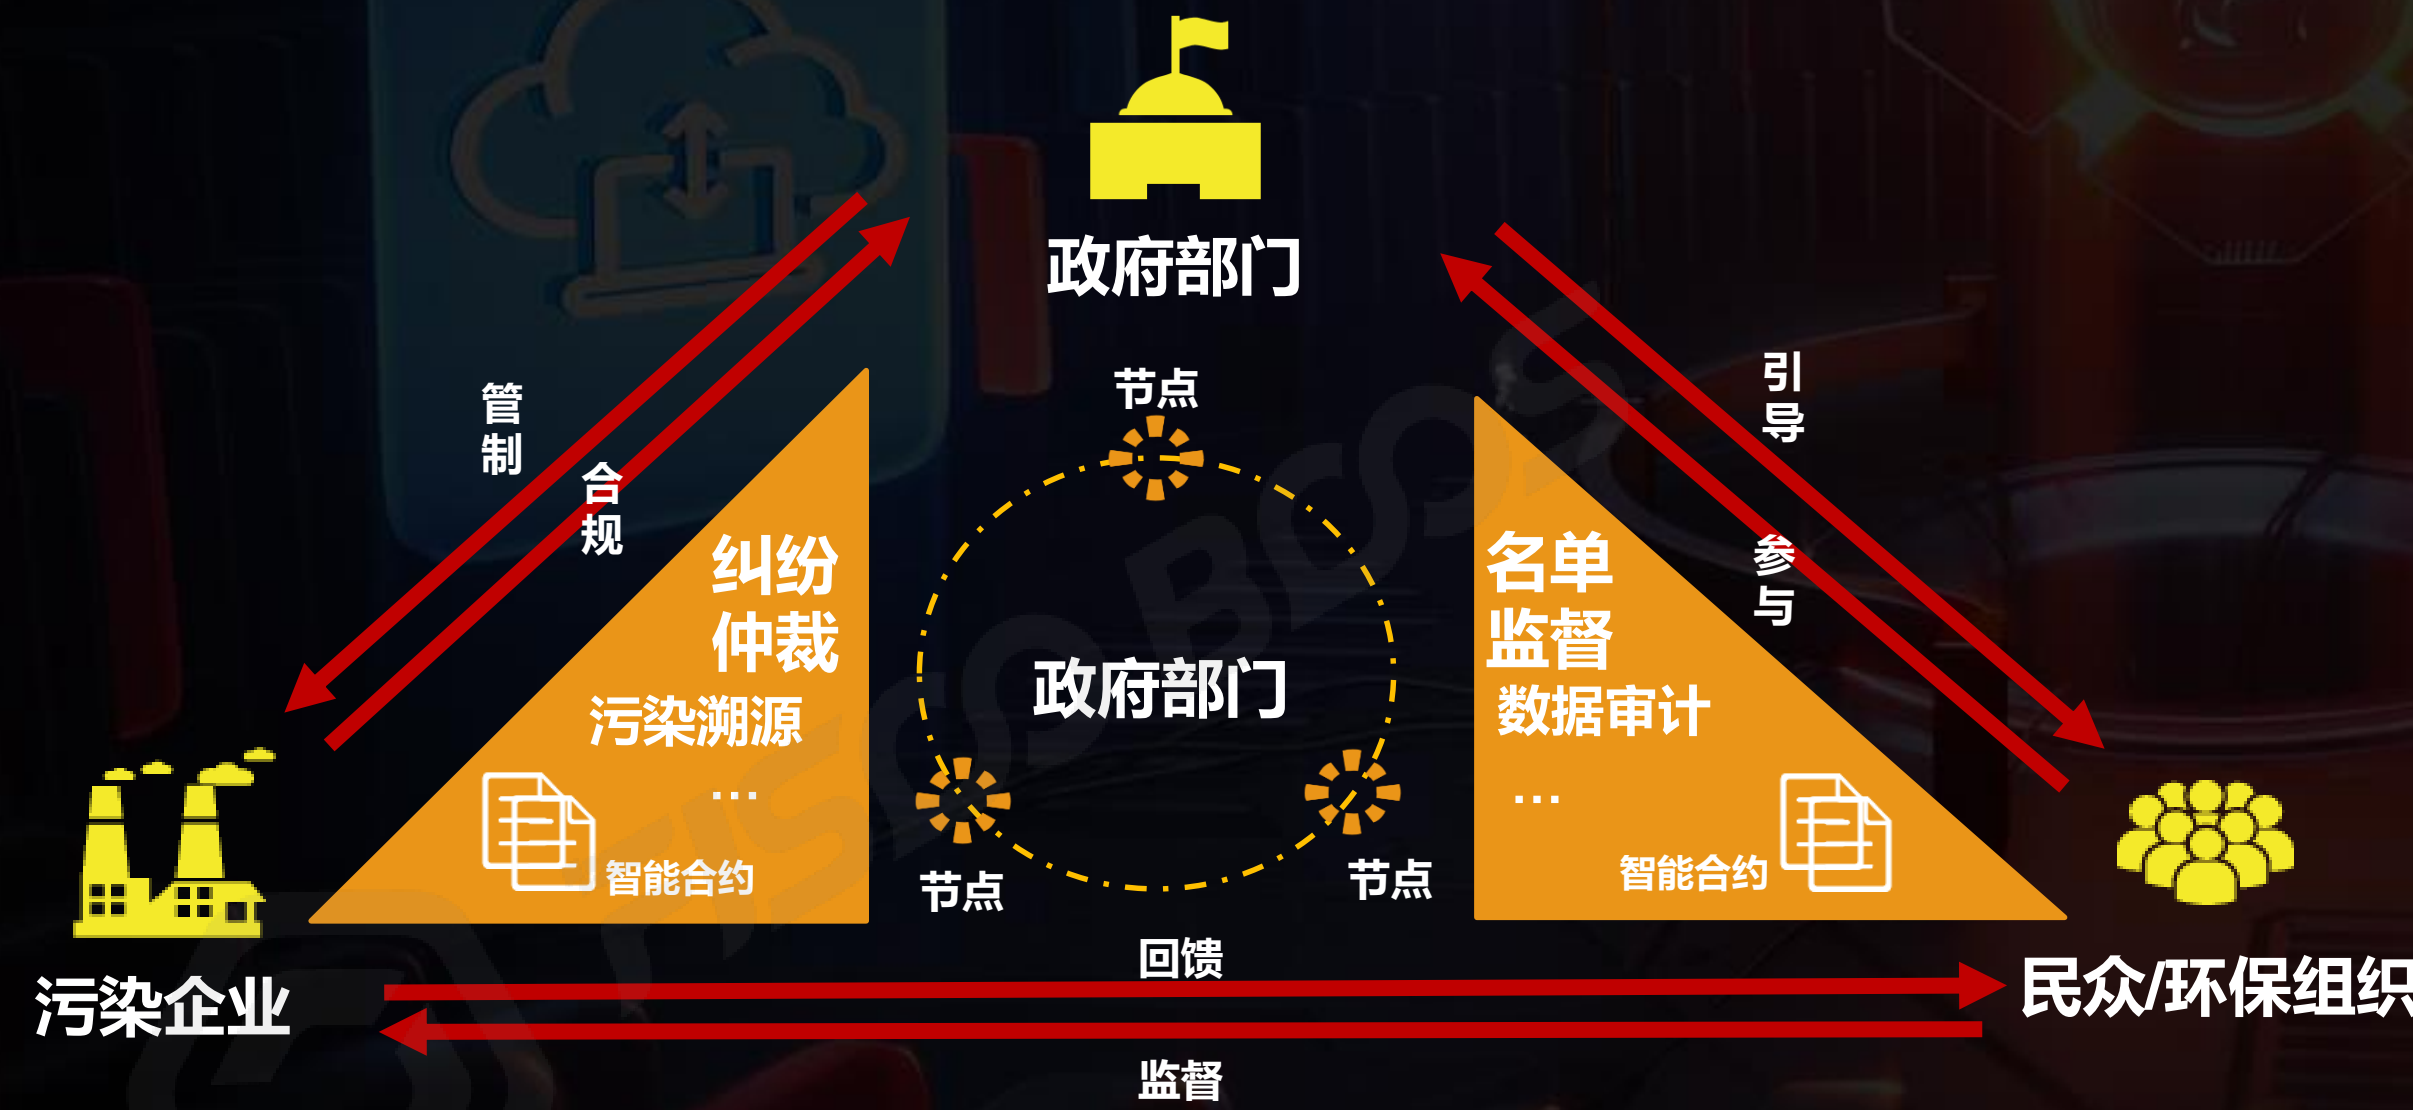 政府部门
管制
合规
引导
参与
节点
纠纷
仲裁
污染溯源
...
智能合约
政府部门
名单
监督
数据审计
...
智能合约
节点
节点
回馈
污染企业
民众/环保组织
监督
FISCO BCOS